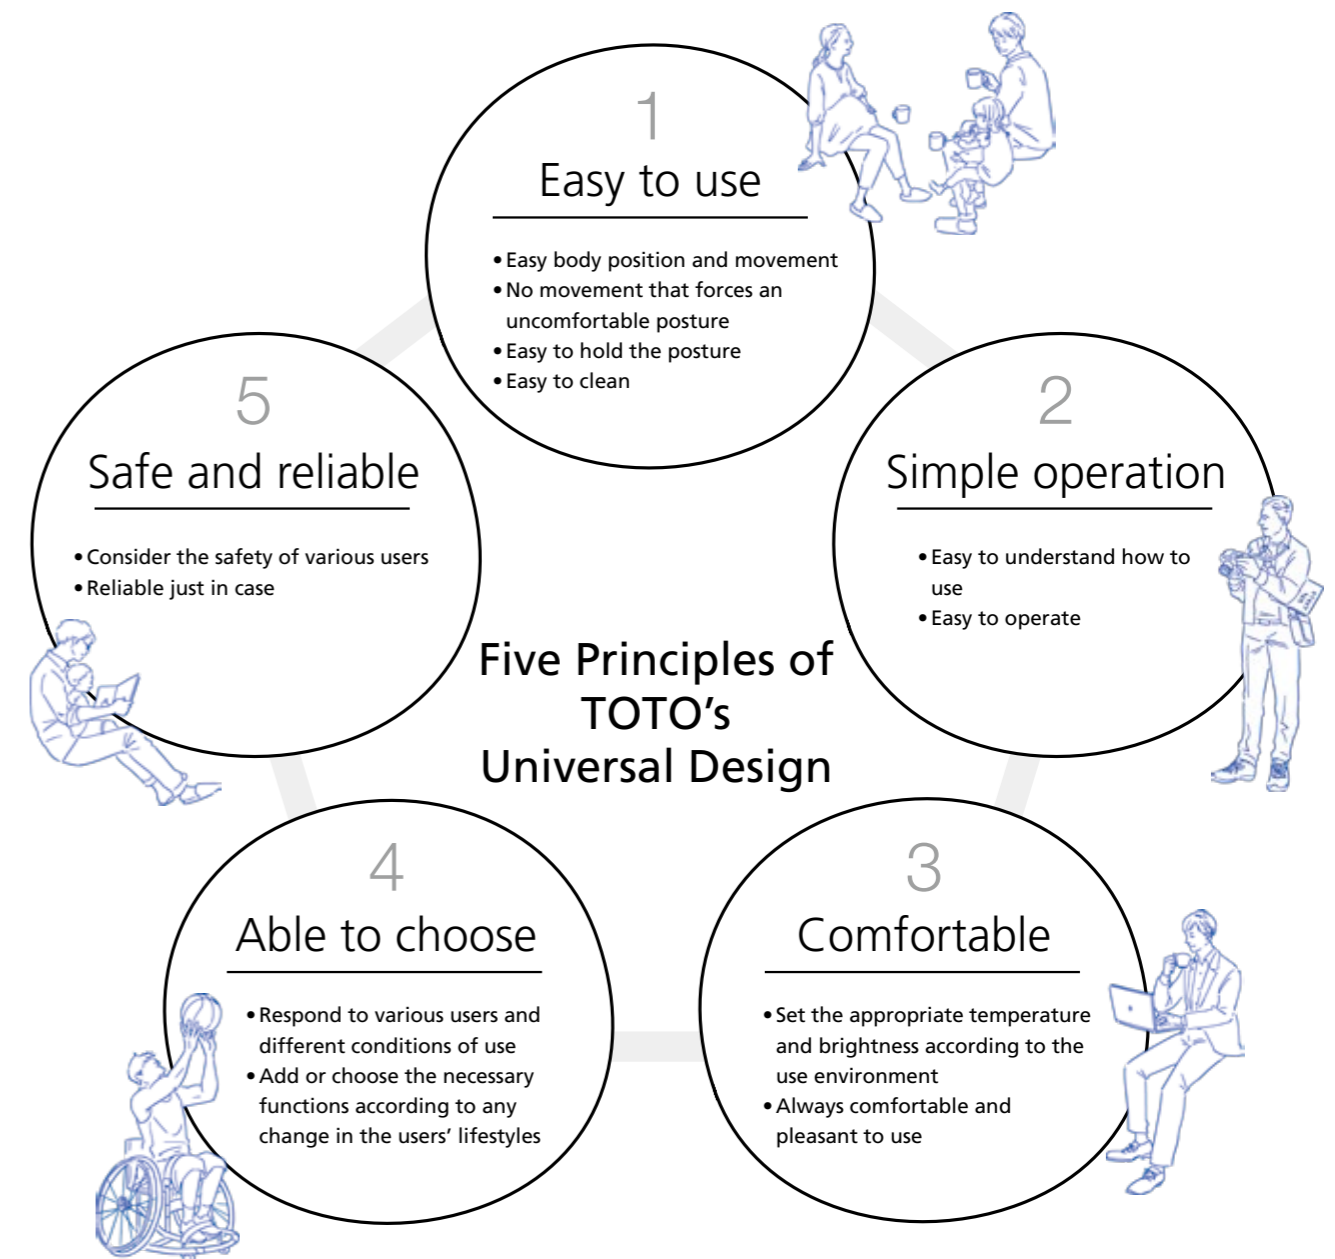 1
Easy to use
• Easy body position and movement
• No movement that forces an
uncomfortable posture
• Easy to hold the posture
• Easy to clean
2
Simple operation
• Easy to understand how to
use
• Easy to operate
3
Comfortable
• Set the appropriate temperature
and brightness according to the
use environment
• Always comfortable and
pleasant to use
4
Able to choose
• Respond to various users and
different conditions of use
• Add or choose the necessary
functions according to any
change in the users’ lifestyles
5
Safe and reliable
• Consider the safety of various users
• Reliable just in case
Five Principles of
TOTO’s
Universal Design